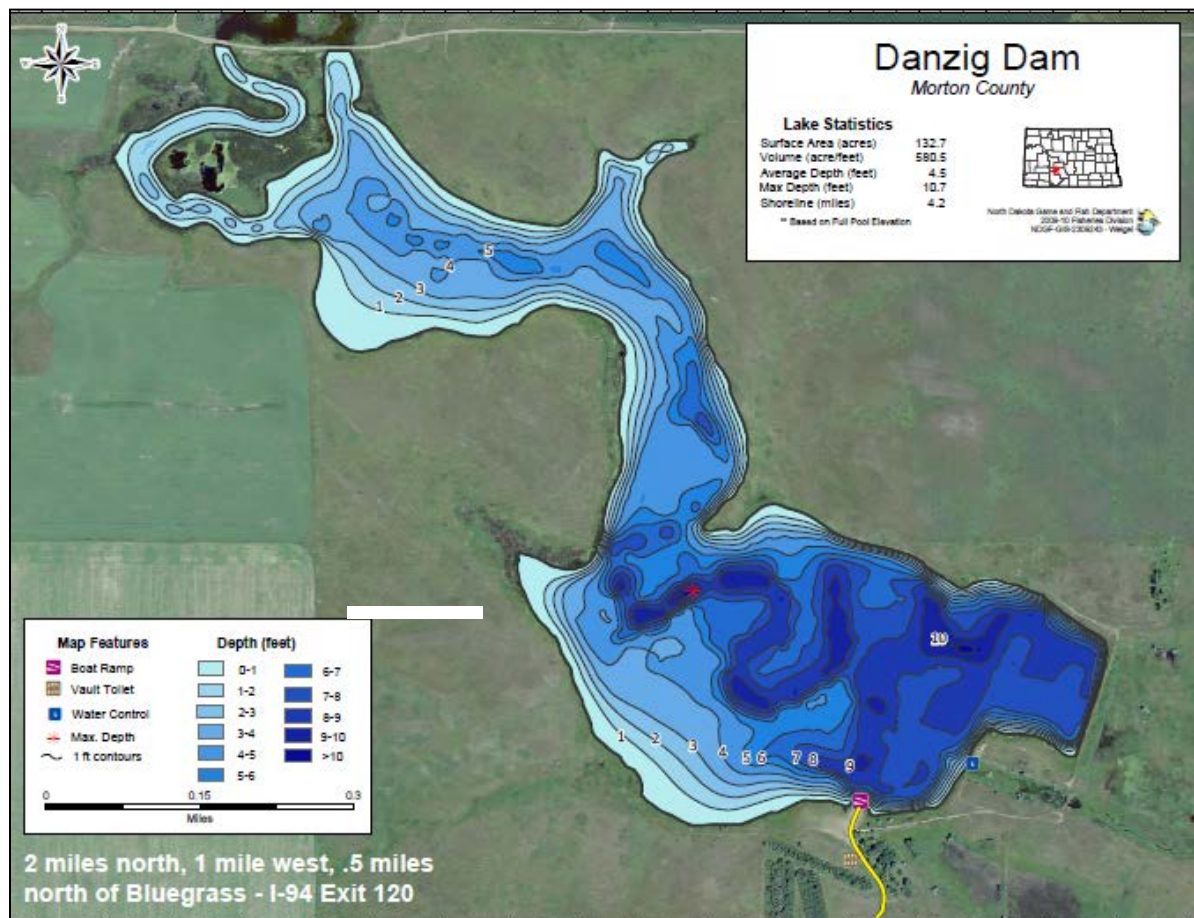 N
W
E
S
Danzig Dam
Morton County
Lake Statistics
Surface Area (acres) 132.7
Volume (acre/feet) 580.5
Average Depth (feet) 4.5
Max Depth (feet) 10.7
Shoreline (miles) 4.2
** Based on Full Pool Elevation
North Dakota Game and Fish Department
2009-10 Fisheries Division
NDGF-GIS-2309243 - Weigel
5
4
3
2
1
10
1
2
3
4
5
6
7
8
9
Map Features
Boat Ramp
Vault Toilet
Water Control
Max. Depth
1 ft contours
Depth (feet)
0-1
1-2
2-3
3-4
4-5
5-6
6-7
7-8
8-9
9-10
>10
0 0.15 0.3
Miles
2 miles north, 1 mile west, .5 miles
north of Bluegrass - I-94 Exit 120